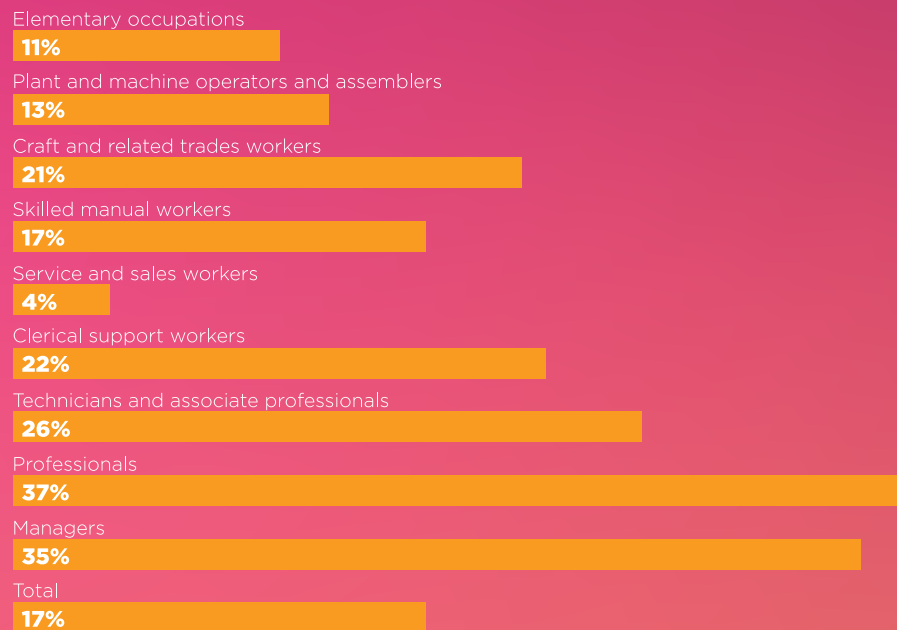 Elementary occupations
11%
Plant and machine operators and assemblers
13%
Craft and related trades workers
21%
Skilled manual workers
17%
Service and sales workers
4%
Clerical support workers
22%
Technicians and associate professionals
26%
Professionals
37%
Managers
35%
Total
17%